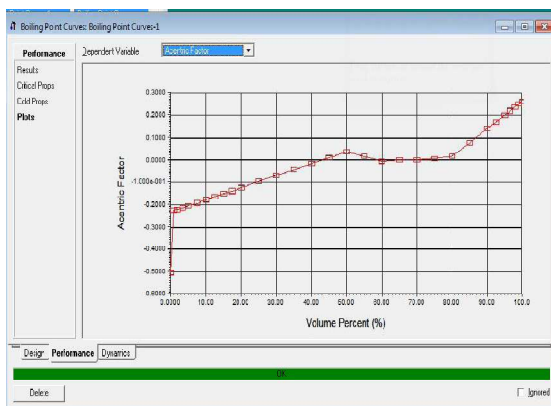 Boiling Point Curves: Boiling Point Curves-1
Performance
Results
Critical Props
Cold Props
Plots
Dependent Variable
Acentric Factor
Acentric Factor
0.3000
0.2000
0.1000
0.0000
-1.000e-001
-0.2000
-0.3000
-0.4000
-0.5000
0.0000 10.00 20.00 30.00 40.00 50.00 60.00 70.00 80.00 90.00 100.0
Volume Percent (%)
Design Performance Dynamics
OK
Delete
Ignored